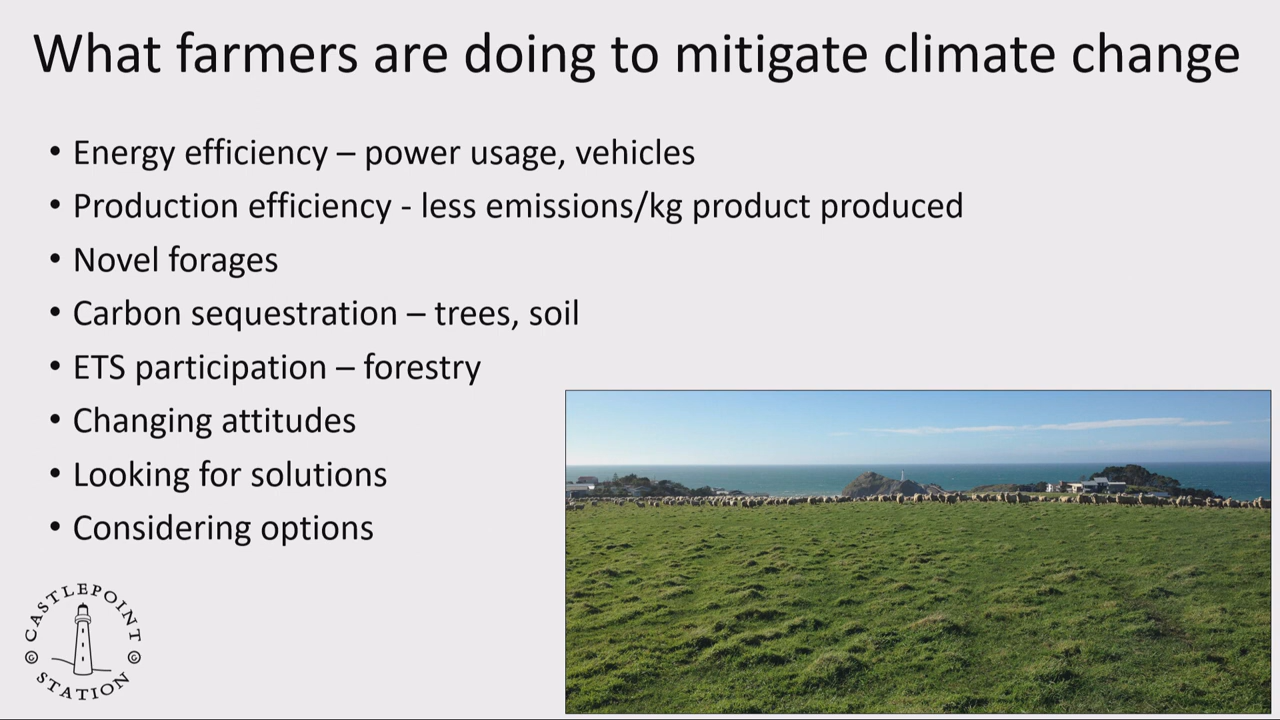 What farmers are doing to mitigate climate change
• Energy efficiency – power usage, vehicles
• Production efficiency - less emissions/kg product produced
• Novel forages
• Carbon sequestration – trees, soil
• ETS participation – forestry
• Changing attitudes
• Looking for solutions
• Considering options
CASTLEPOINT
STATION